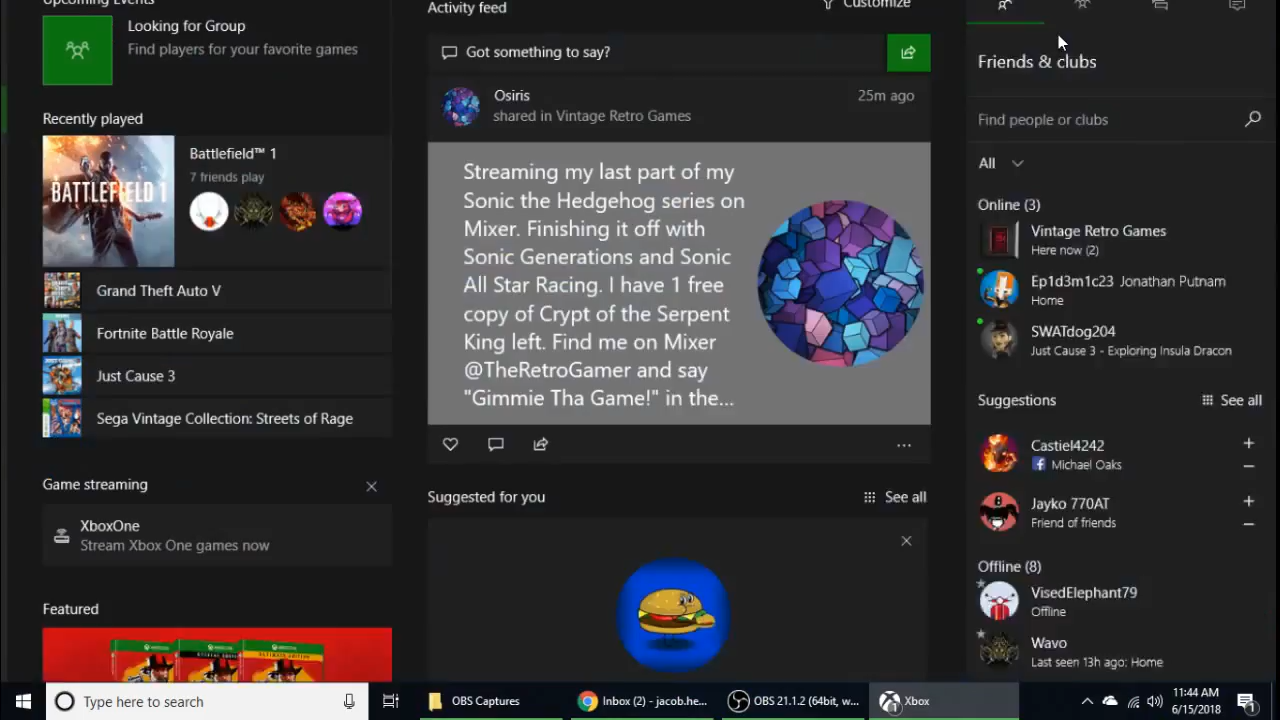 Upcoming Events
Looking for Group
Find players for your favorite games
Recently played
BATTLEFIELD 1
Battlefield™ 1
7 friends play
Grand Theft Auto V
Fortnite Battle Royale
Just Cause 3
Sega Vintage Collection: Streets of Rage
Game streaming
XboxOne
Stream Xbox One games now
Featured
Activity feed
Customize
Got something to say?
Osiris
25m ago
shared in Vintage Retro Games
Streaming my last part of my
Sonic the Hedgehog series on
Mixer. Finishing it off with
Sonic Generations and Sonic
All Star Racing. I have 1 free
copy of Crypt of the Serpent
King left. Find me on Mixer
@TheRetroGamer and say
"Gimmie Tha Game!" in the...
Suggested for you
See all
Friends & clubs
Find people or clubs
All
Online (3)
Vintage Retro Games
Here now (2)
Ep1d3m1c23 Jonathan Putnam
Home
SWATdog204
Just Cause 3 - Exploring Insula Dracon
Suggestions
See all
Castiel4242
Michael Oaks
Jayko 770AT
Friend of friends
Offline (8)
VisedElephant79
Offline
Wavo
Last seen 13h ago: Home
Type here to search
OBS Captures
Inbox (2) - jacob.he...
OBS 21.1.2 (64bit, w...
Xbox
11:44 AM
6/15/2018